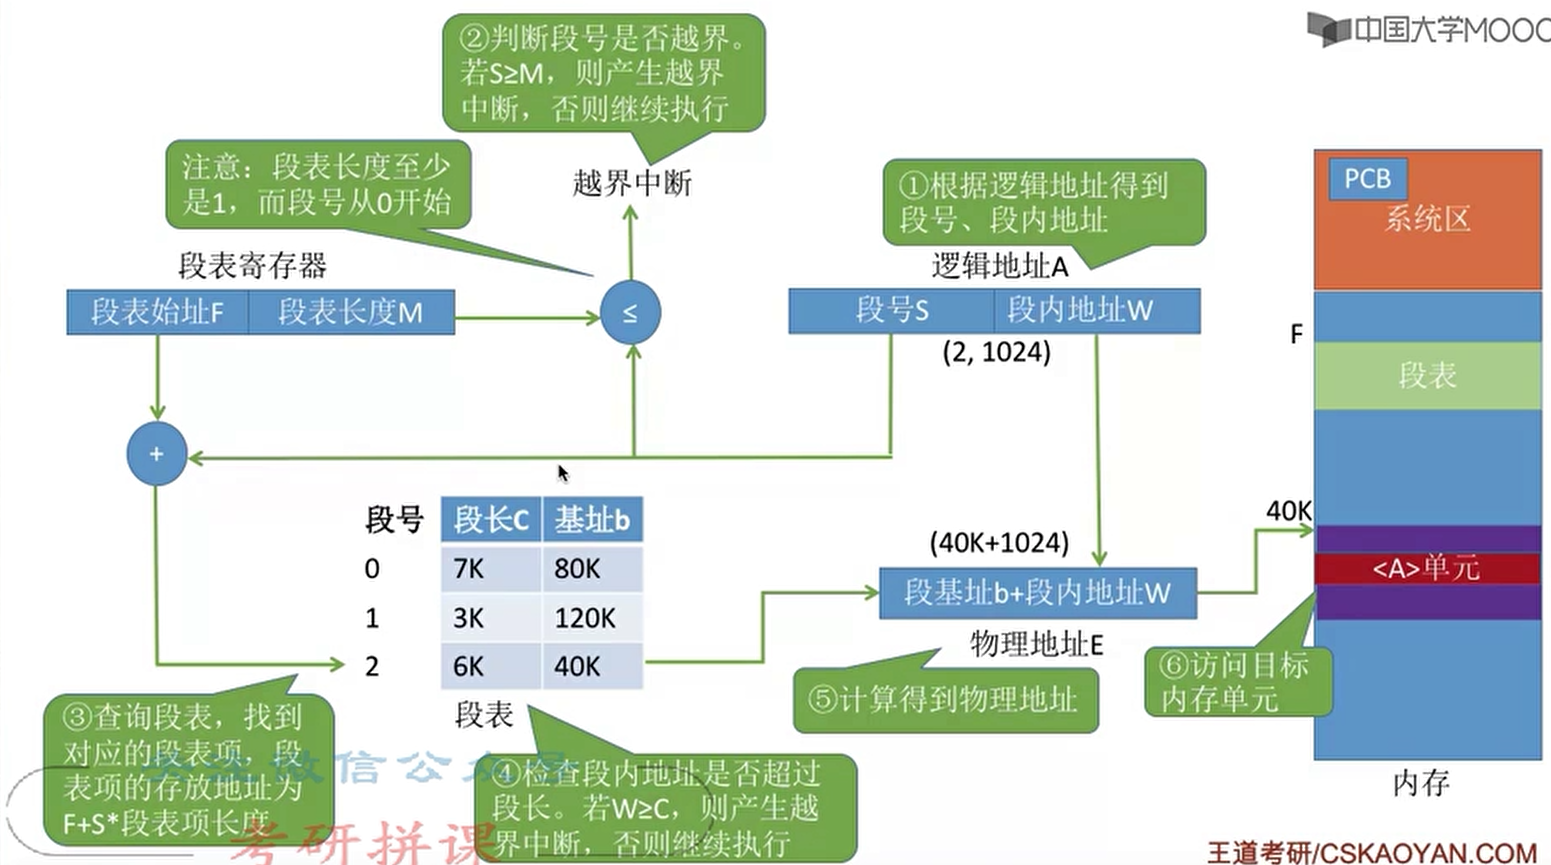 中国大学MOOC
②判断段号是否越界。
若S≥M，则产生越界
中断，否则继续执行
注意：段表长度至少
是1，而段号从0开始
越界中断
①根据逻辑地址得到
段号、段内地址
PCB
系统区
段表寄存器
逻辑地址A
段表始址F 段表长度M
≤
段号S 段内地址W
(2, 1024)
F
段表
+
段号 段长C 基址b
0 7K 80K
1 3K 120K
2 6K 40K
段表
40K
(40K+1024)
<A>单元
段基址b+段内地址W
物理地址E
⑤计算得到物理地址
⑥访问目标
内存单元
③查询段表，找到
对应的段表项，段
表项的存放地址为
F+S*段表项长度
④检查段内地址是否超过
段长。若W≥C，则产生越
界中断，否则继续执行
内存
关注微信公众号
考研拼课
王道考研/CSKAOYAN.COM